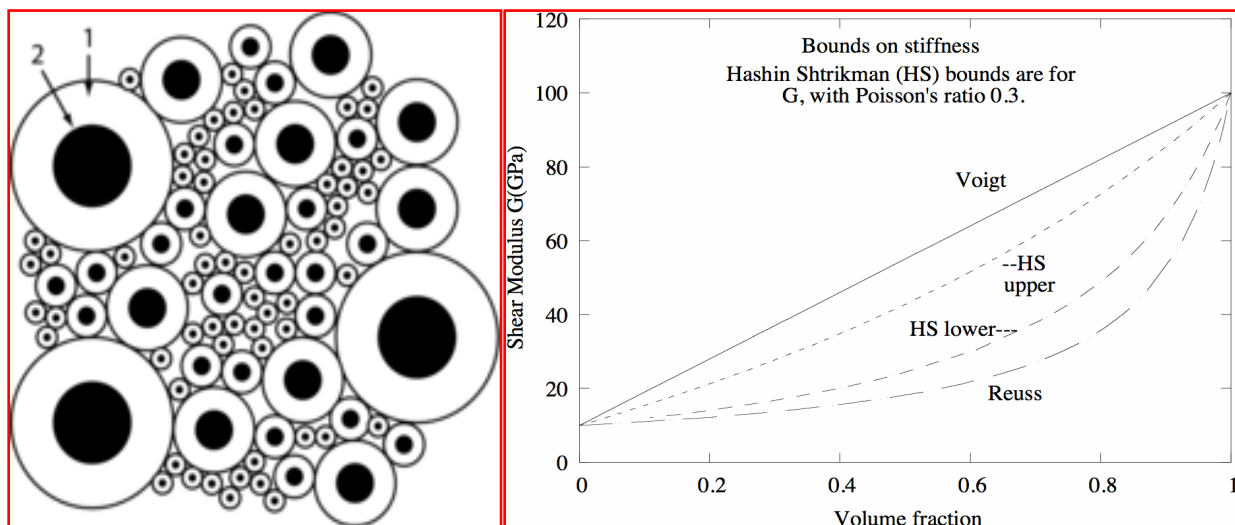 1
2
120
100
80
60
40
20
0
Shear Modulus G(GPa)
Bounds on stiffness
Hashin Shtrikman (HS) bounds are for
G, with Poisson's ratio 0.3.
Voigt
--HS
upper
HS lower---
Reuss
0
0.2
0.4
0.6
0.8
1
Volume fraction